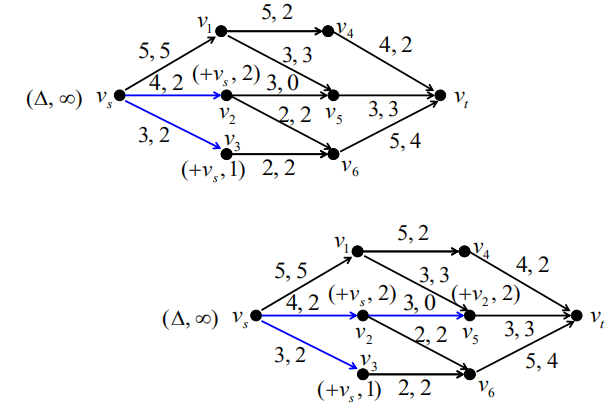 5, 2
v₁
v₄
5, 5
3, 3
4, 2
4, 2
(+vₛ, 2)
3, 0
(Δ, ∞)
vₛ
v₂
2, 2
v₅
3, 3
vₜ
3, 2
v₃
5, 4
(+vₛ, 1)
2, 2
v₆
5, 2
v₁
v₄
5, 5
3, 3
4, 2
4, 2
(+vₛ, 2)
3, 0
(+v₂, 2)
(Δ, ∞)
vₛ
v₂
2, 2
v₅
3, 3
vₜ
3, 2
v₃
5, 4
(+vₛ, 1)
2, 2
v₆